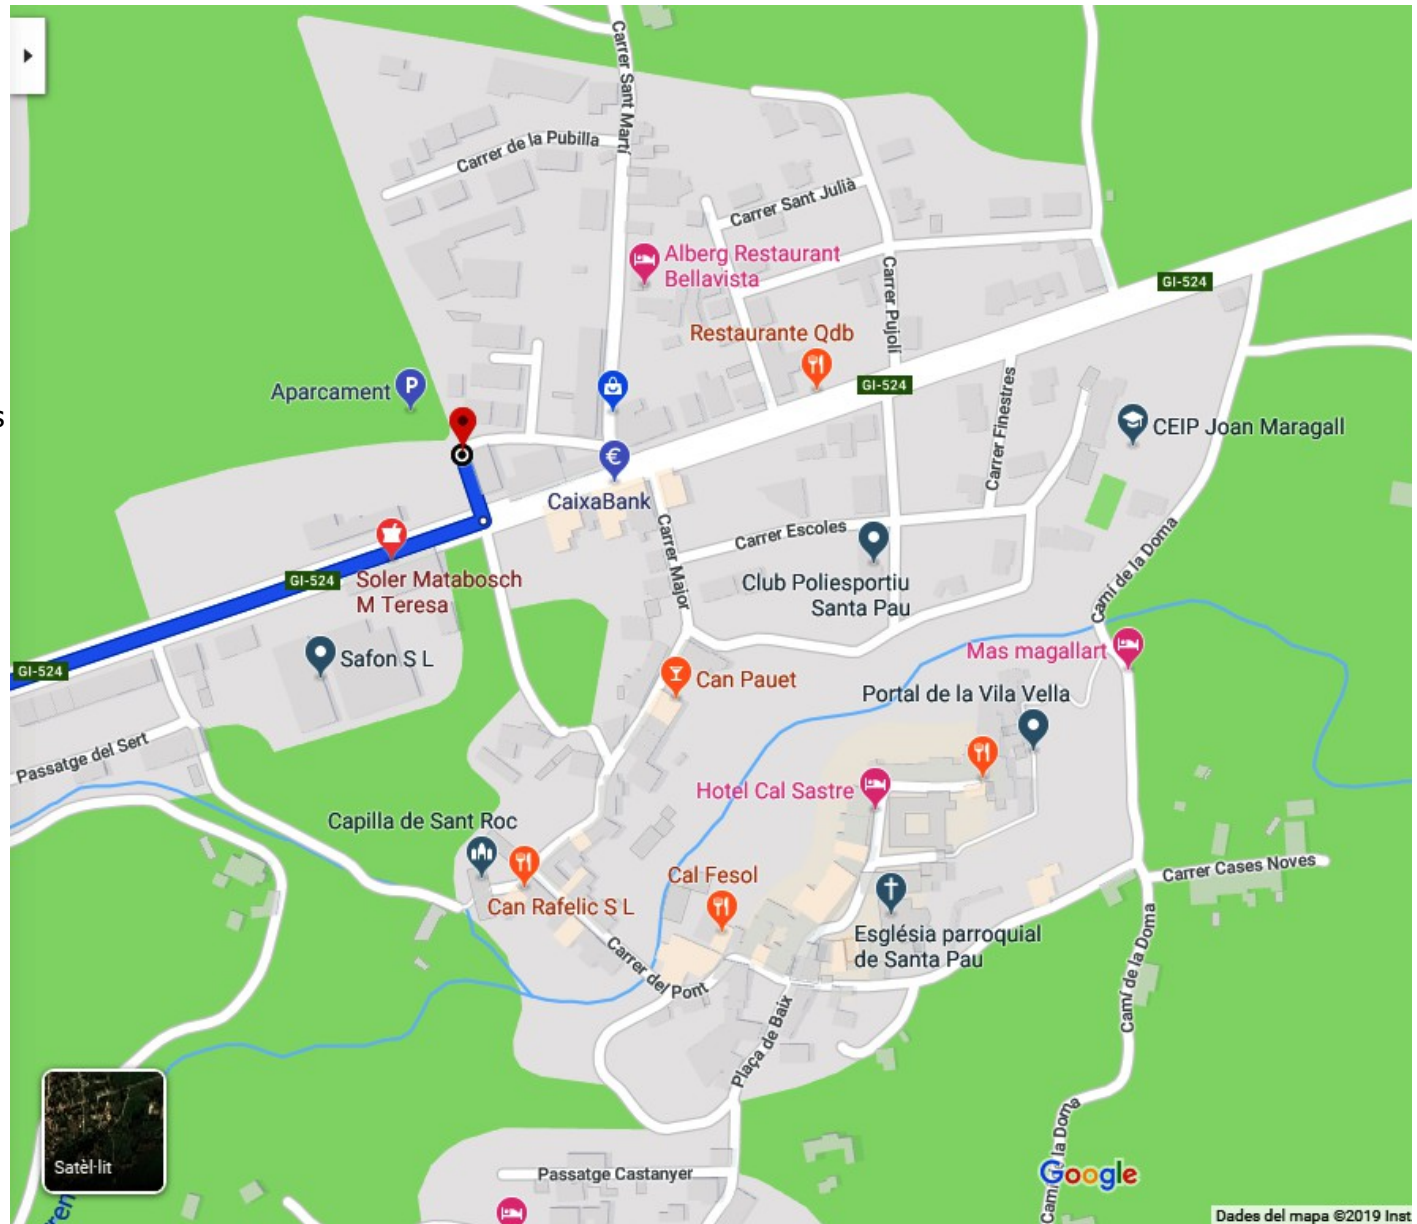 Carrer Sant Martí
Carrer de la Pubilla
Carrer Sant Julià
Alberg Restaurant
Bellavista
Carrer Pujolí
GI-524
Restaurante Qdb
Aparcament
P
GI-524
Carrer Finestres
CEIP Joan Maragall
s
€
CaixaBank
Carrer Major
Carrer Escoles
Camí de la Doma
GI-524
Soler Matabosch
M Teresa
Club Poliesportiu
Santa Pau
GI-524
Safon S L
Mas magallart
Can Pauet
Portal de la Vila Vella
Passatge del Sert
Hotel Cal Sastre
Capilla de Sant Roc
Cal Fesol
Carrer Cases Noves
Can Rafelic S L
Església parroquial
de Santa Pau
Carrer del Pont
Camí de la Doma
Plaça de Baix
Camí de la Doma
Satèl·lit
Passatge Castanyer
Google
ren
Dades del mapa ©2019 Inst